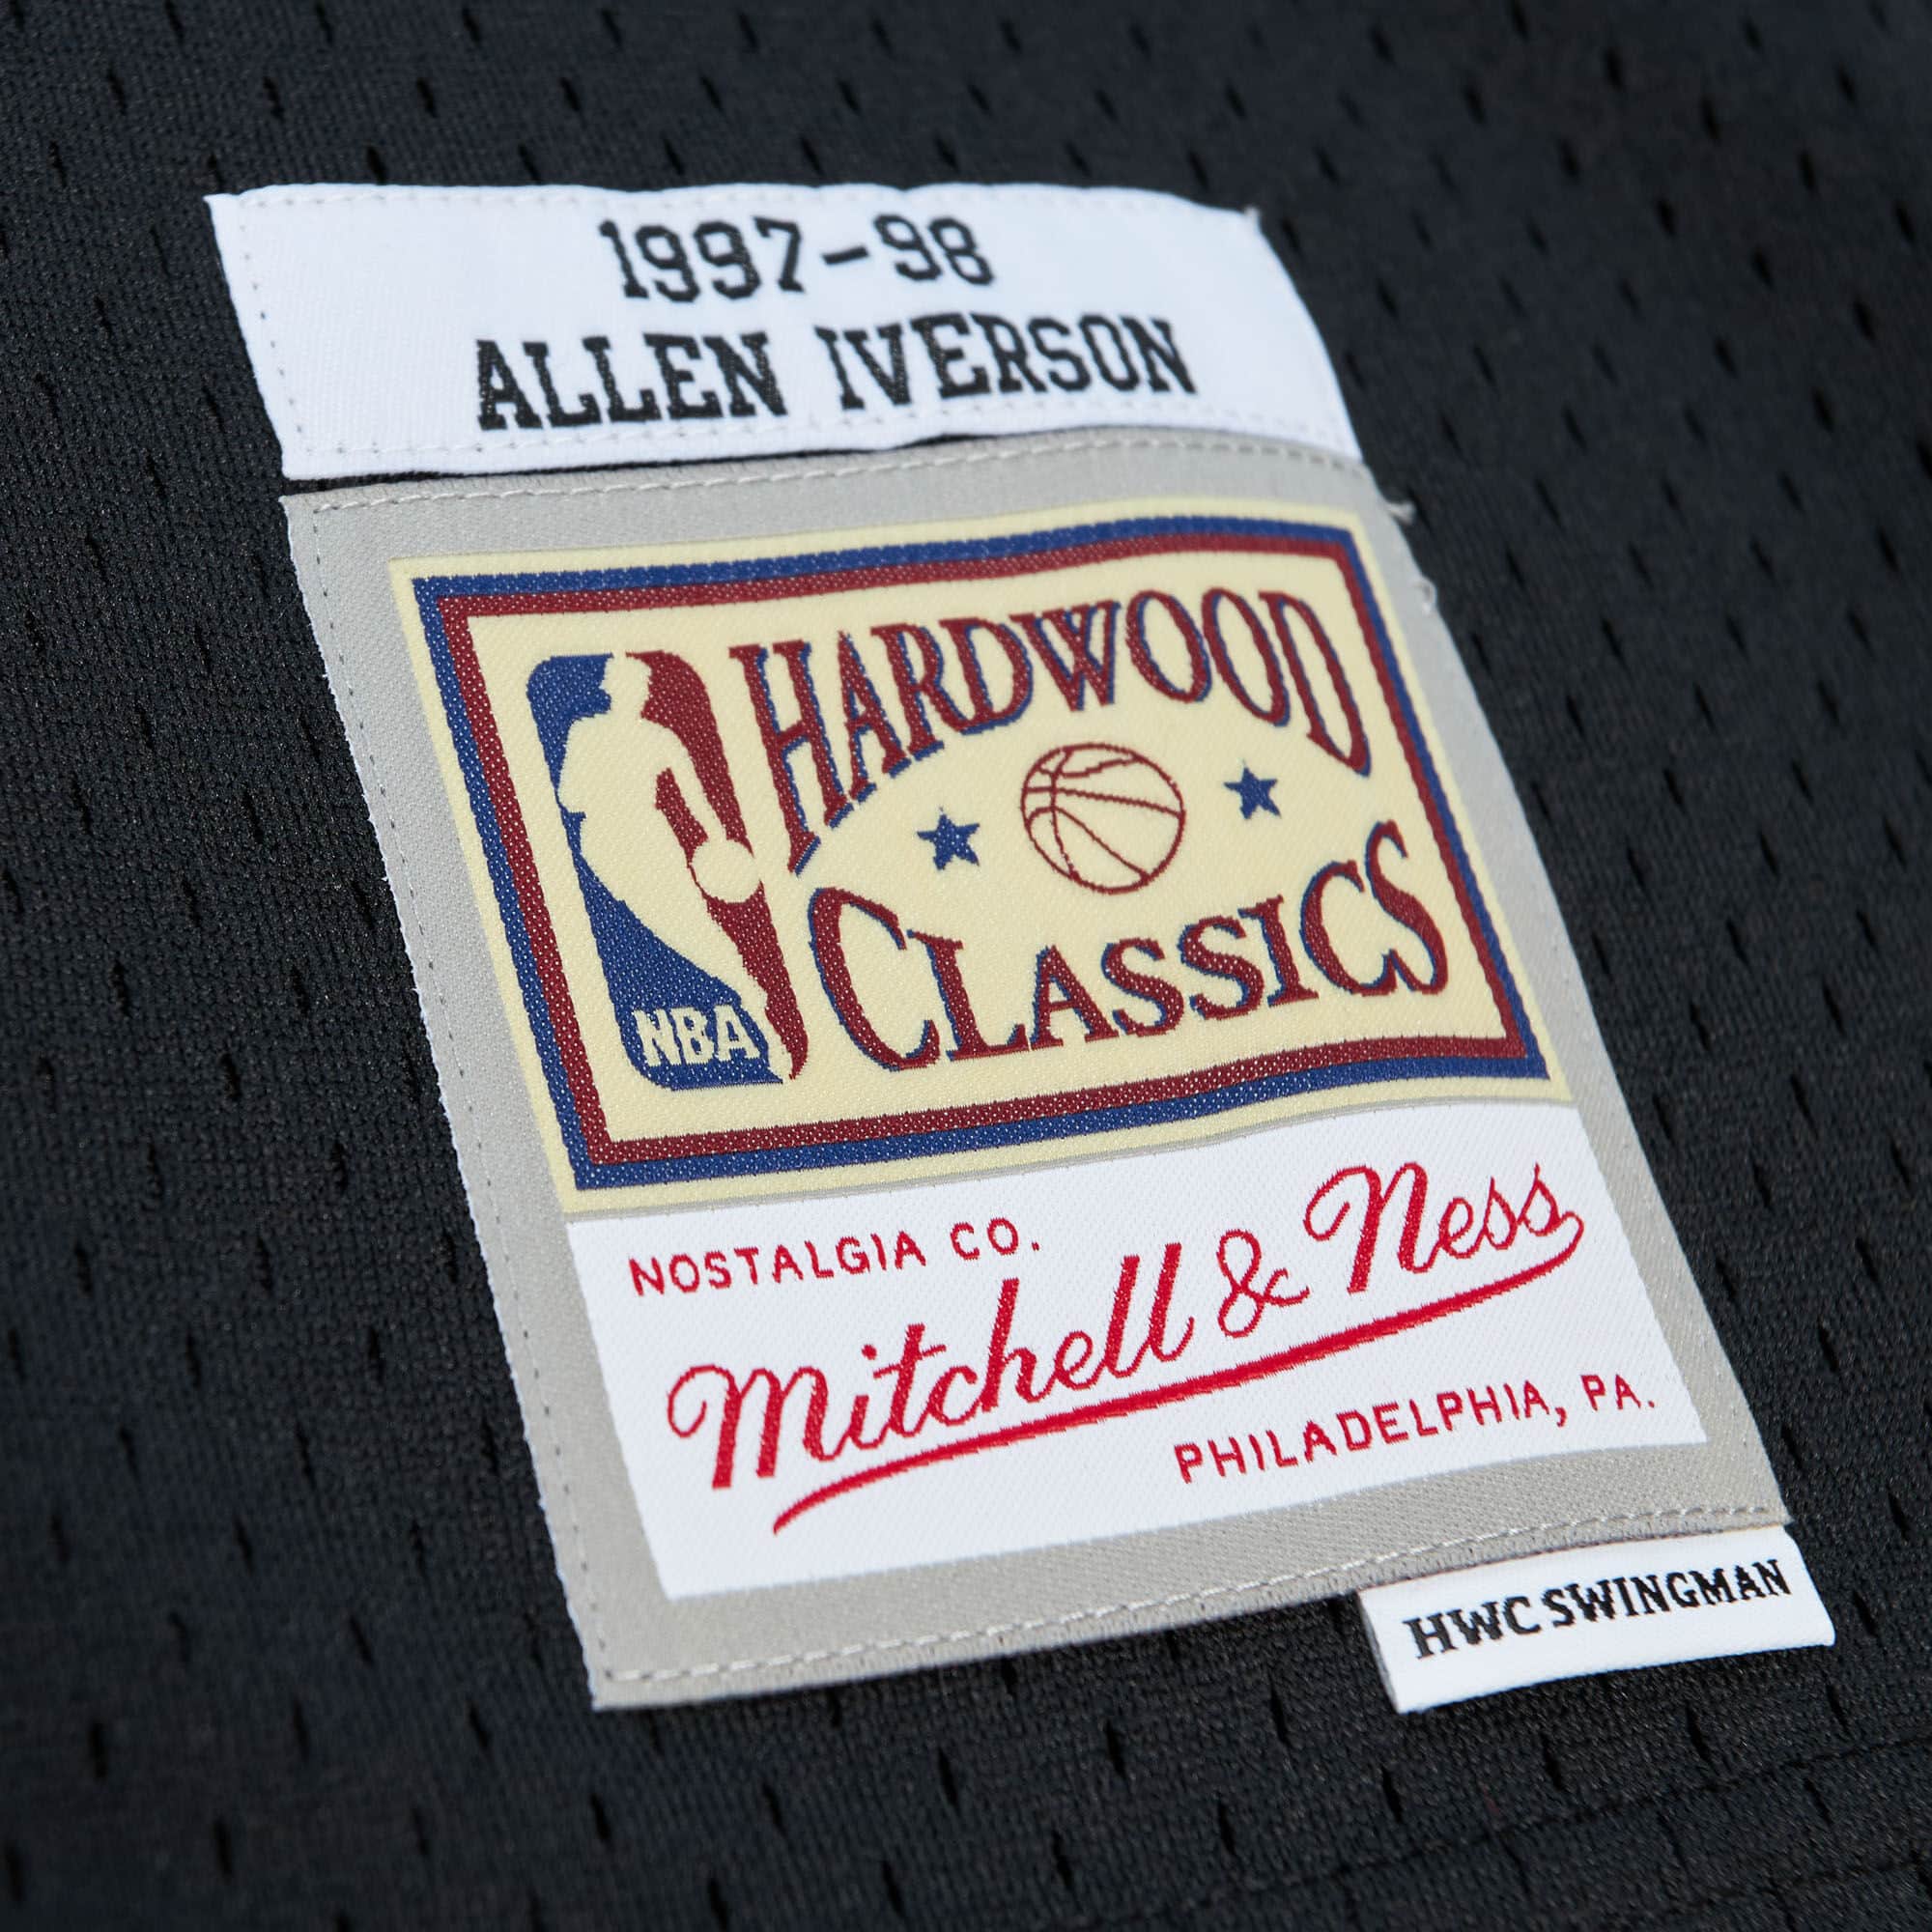 1997-98
ALLEN IVERSON
HARDWOOD
CLASSICS
NBA
NOSTALGIA CO.
Mitchell & Ness
PHILADELPHIA, PA.
HWC SWINGMAN